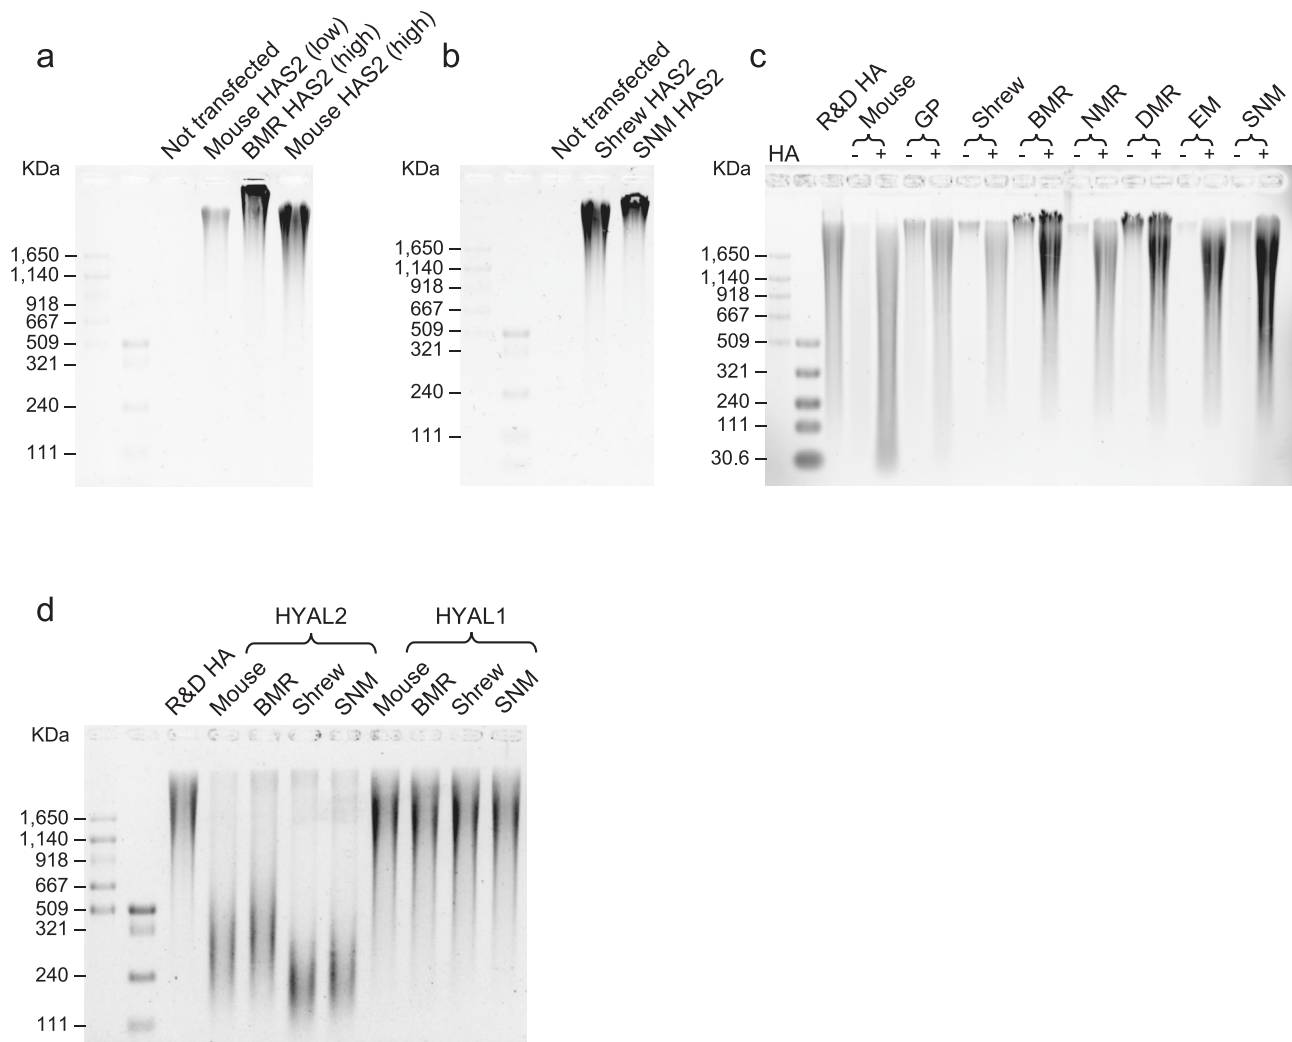 a
Not transfected
Mouse HAS2 (low)
BMR HAS2 (high)
Mouse HAS2 (high)
KDa
1,650
1,140
918
667
509
321
240
111
b
Not transfected
Shrew HAS2
SNM HAS2
KDa
1,650
1,140
918
667
509
321
240
111
c
R&D HA
Mouse
GP
Shrew
BMR
NMR
DMR
EM
SNM
HA - + - + - + - + - + - + - + - +
KDa
1,650
1,140
918
667
509
321
240
111
30.6
d
HYAL2 HYAL1
R&D HA
Mouse
BMR
Shrew
SNM
Mouse
BMR
Shrew
SNM
KDa
1,650
1,140
918
667
509
321
240
111